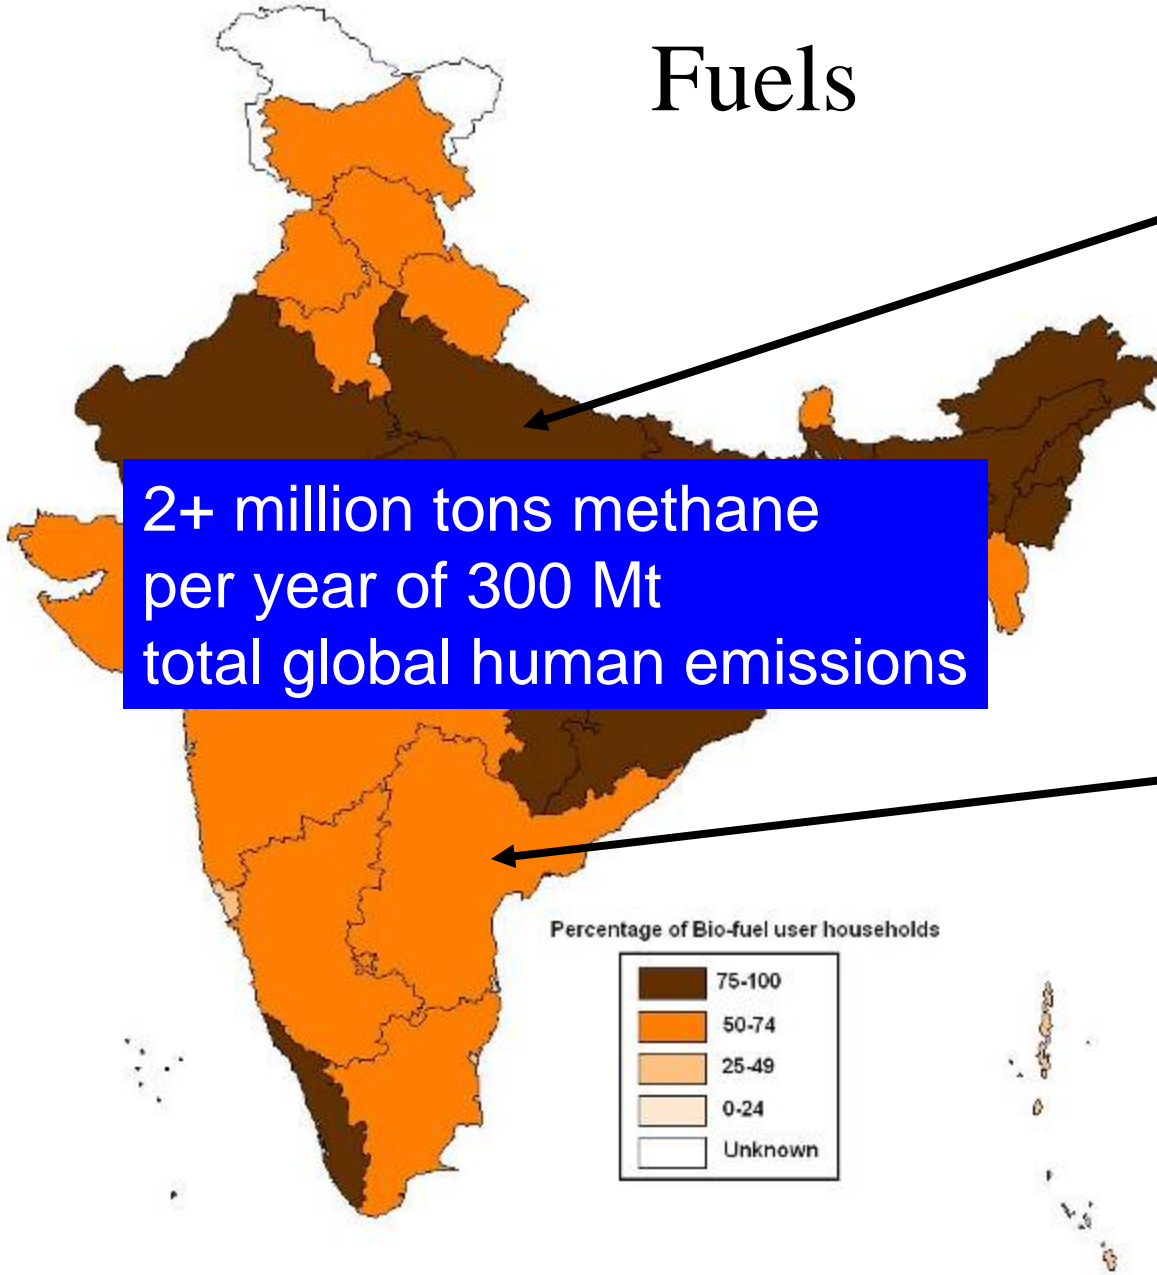 Fuels
2+ million tons methane
per year of 300 Mt
total global human emissions
Percentage of Bio-fuel user households
75-100
50-74
25-49
0-24
Unknown